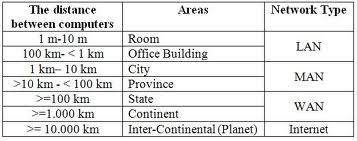 The distance between computers Areas Network Type
1 m-10 m Room LAN
100 km- < 1 km Office Building
1 km– 10 km City MAN
>10 km - < 100 km Province
>=100 km State WAN
>=1.000 km Continent
>= 10.000 km Inter-Continental (Planet) Internet